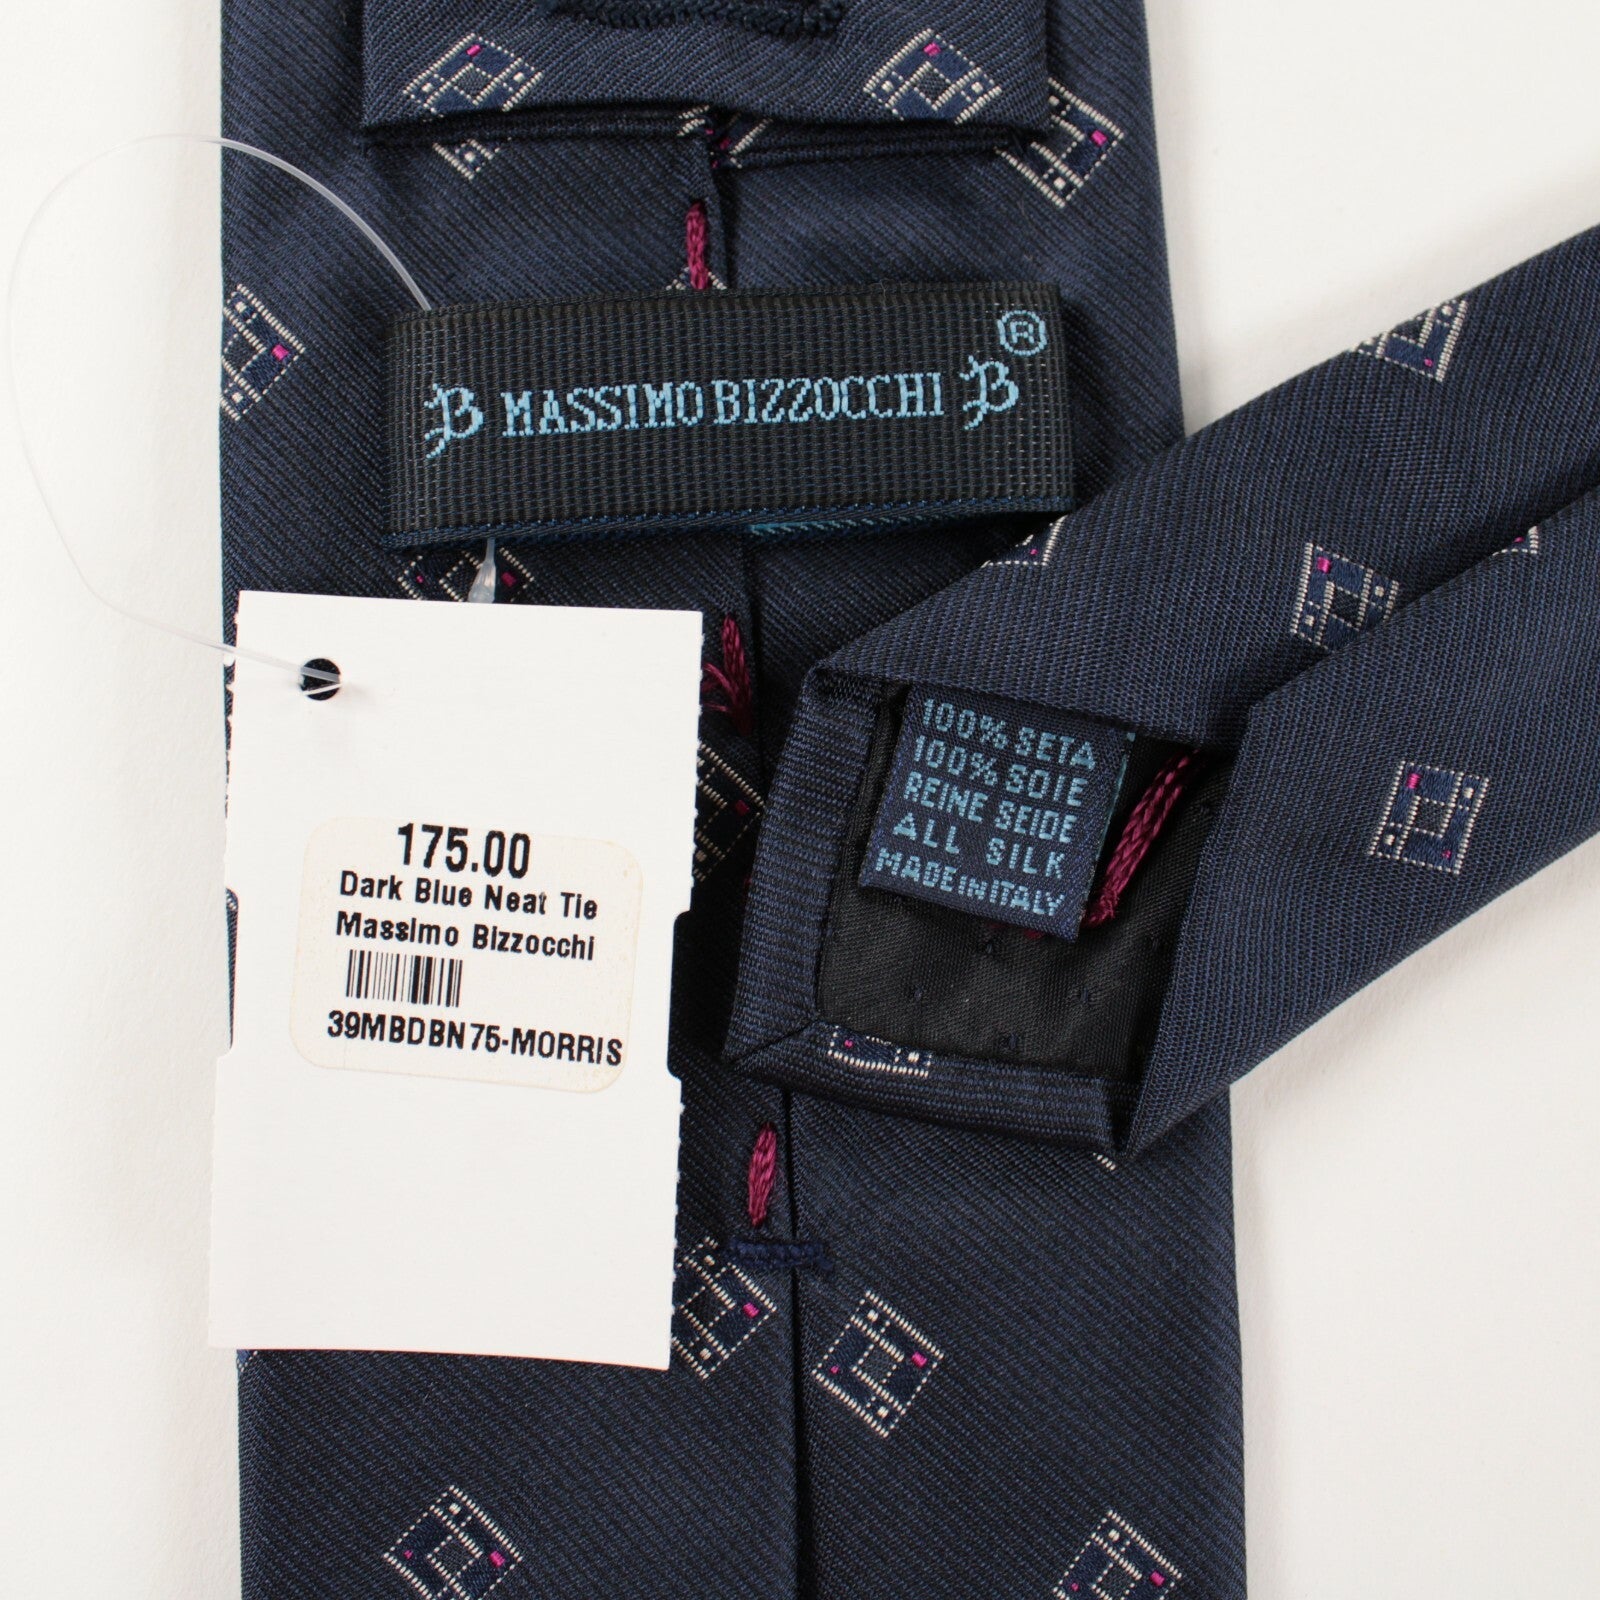 B MASSIMO BIZZOCCHI B ®
100% SETA
100% SOIE
REINE SEIDE
ALL SILK
MADE IN ITALY
175.00
Dark Blue Neat Tie
Massimo Bizzocchi
39MBDBN75-MORRIS